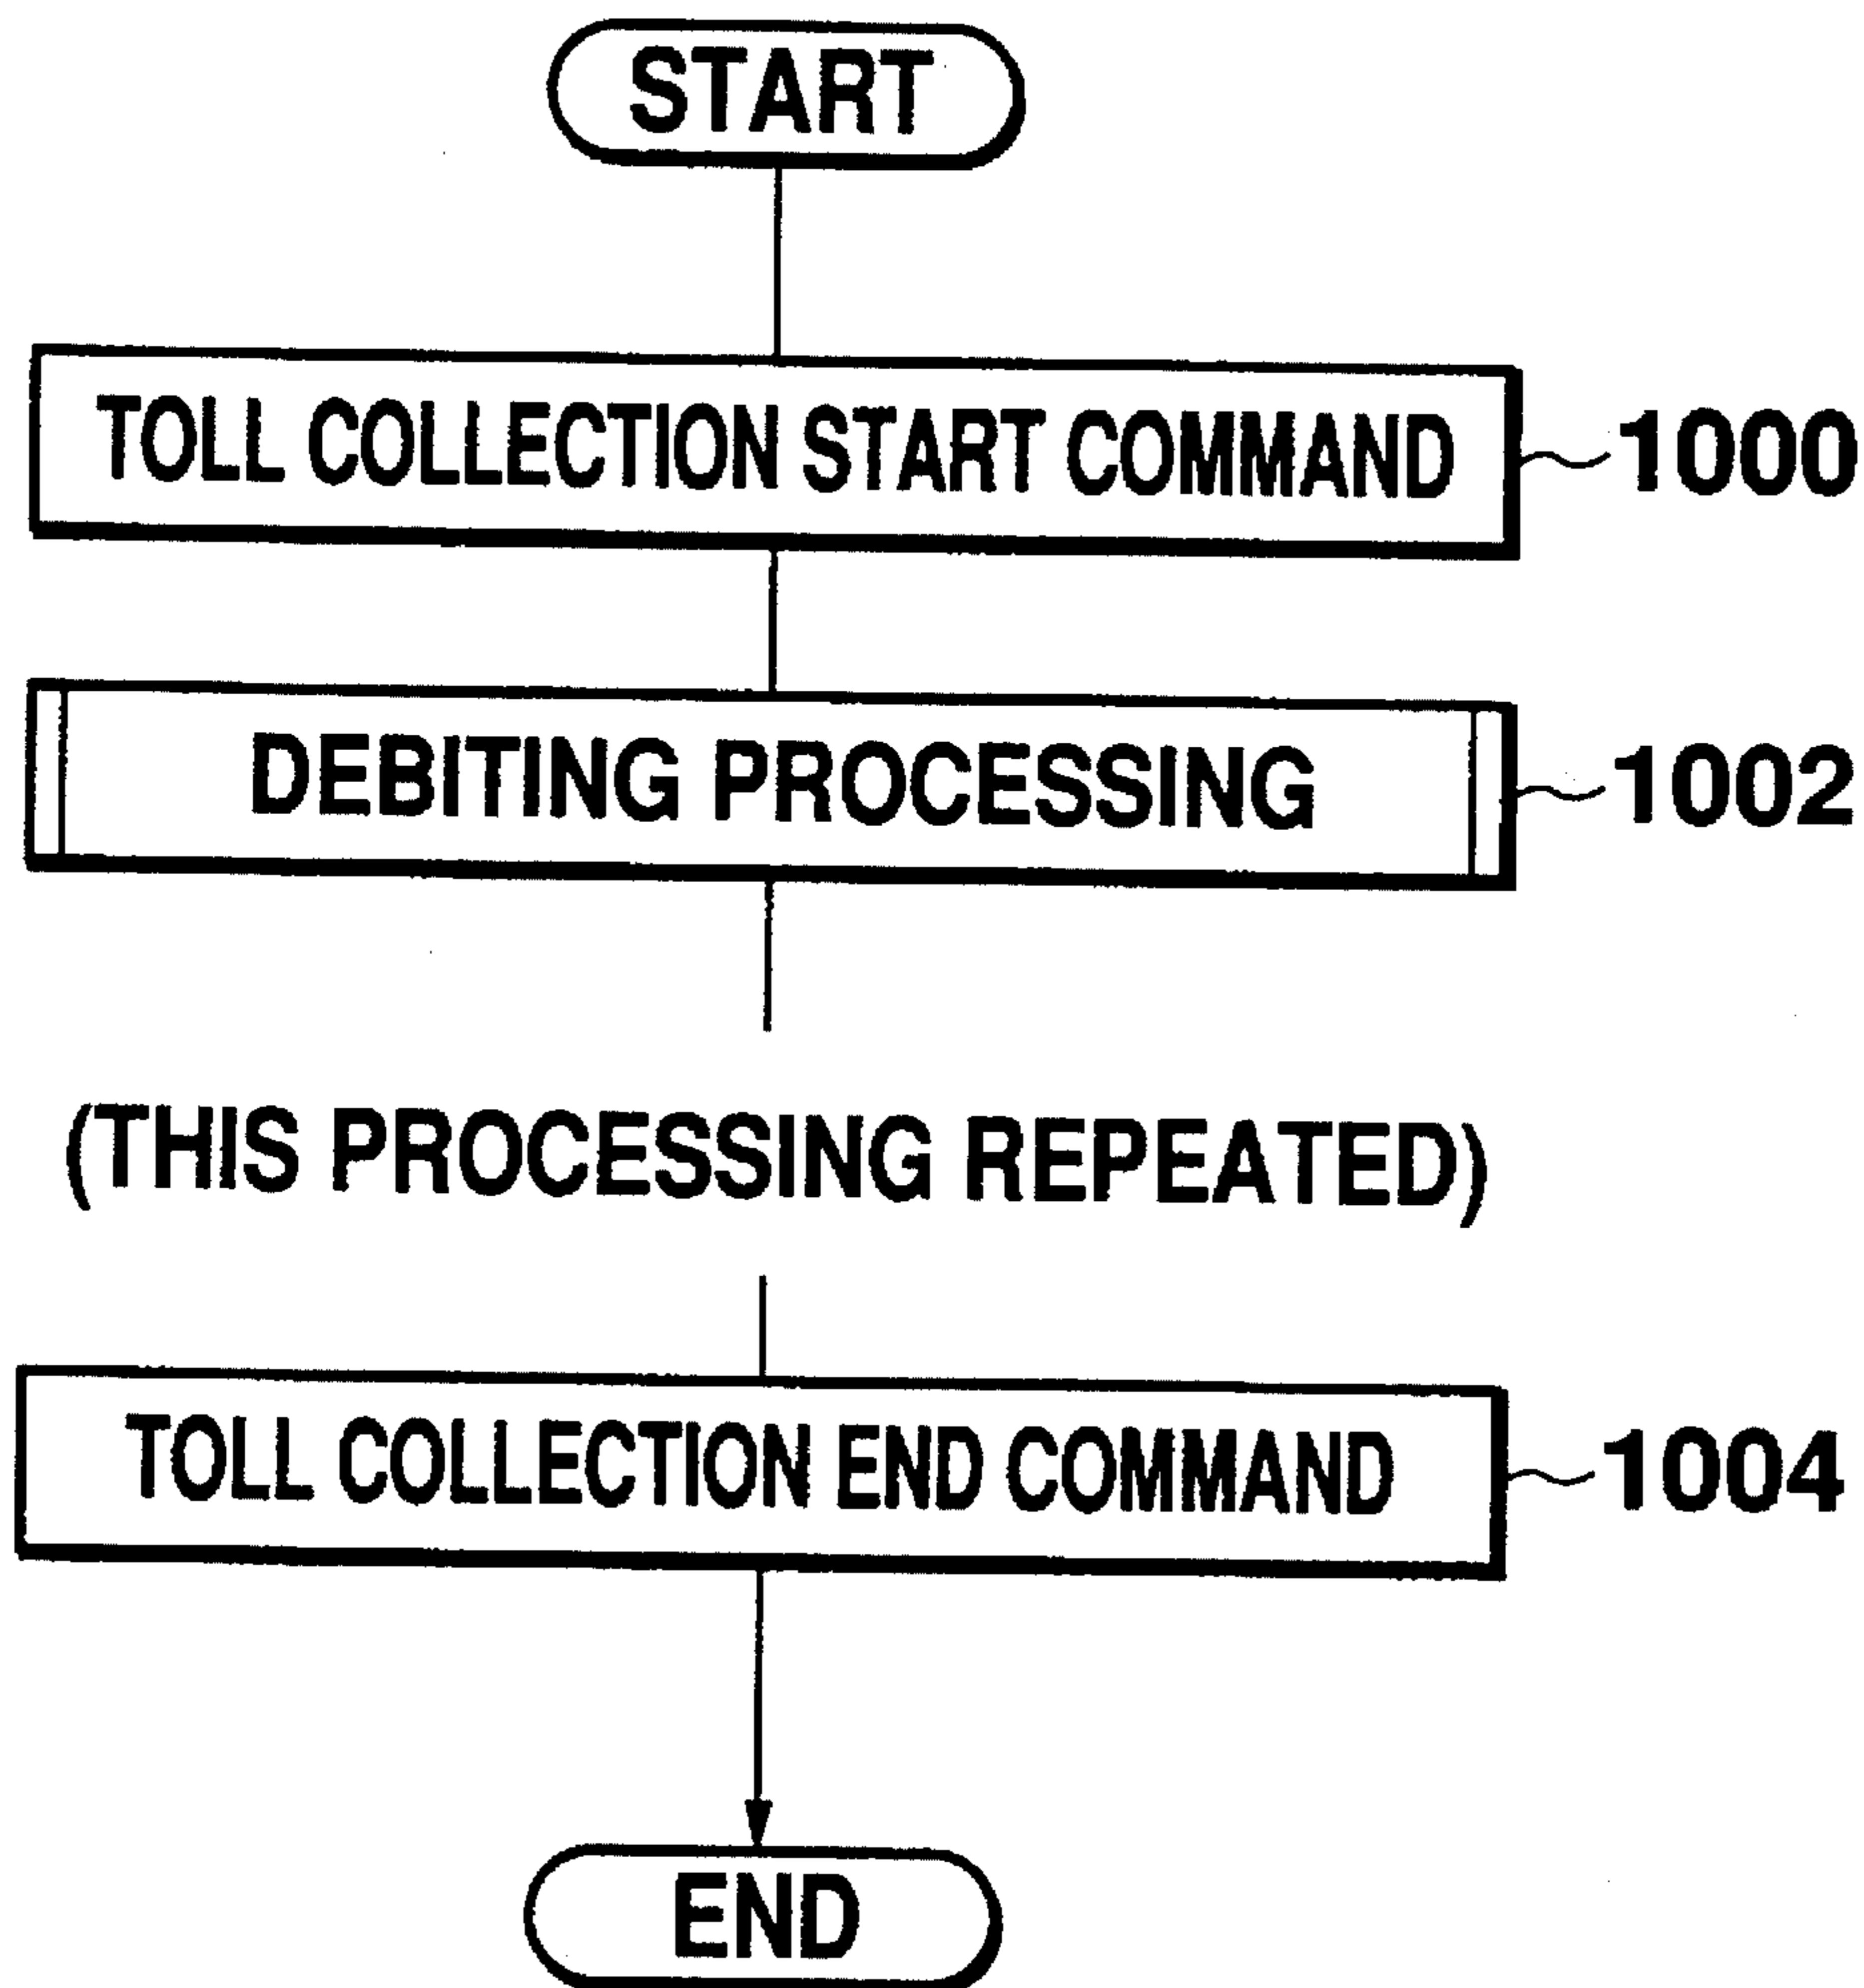 START
TOLL COLLECTION START COMMAND 1000
DEBITING PROCESSING 1002
(THIS PROCESSING REPEATED)
TOLL COLLECTION END COMMAND 1004
END